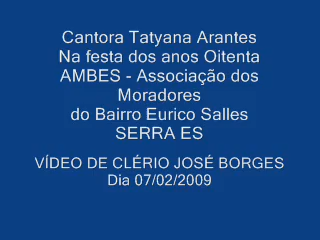 Cantora Tatyana Arantes
Na festa dos anos Oitenta
AMBES - Associação dos
Moradores
do Bairro Eurico Salles
SERRA ES
VÍDEO DE CLÉRIO JOSÉ BORGES
Dia 07/02/2009